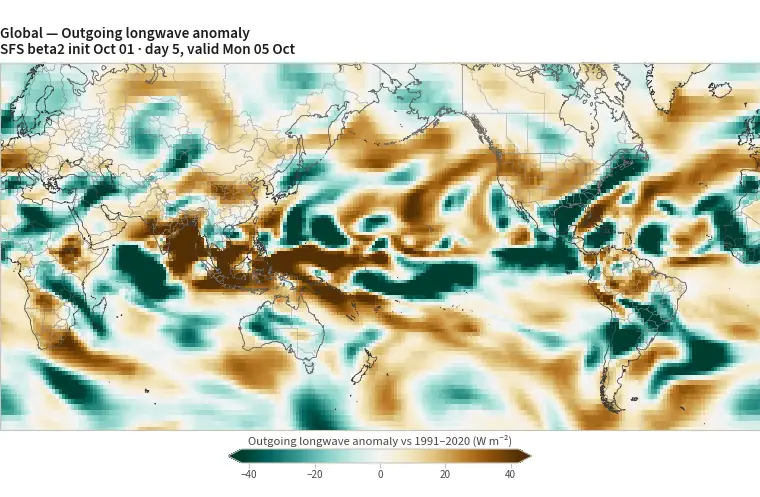 Global — Outgoing longwave anomaly
SFS beta2 init Oct 01 · day 5, valid Mon 05 Oct
Outgoing longwave anomaly vs 1991–2020 (W m⁻²)
−40 −20 0 20 40